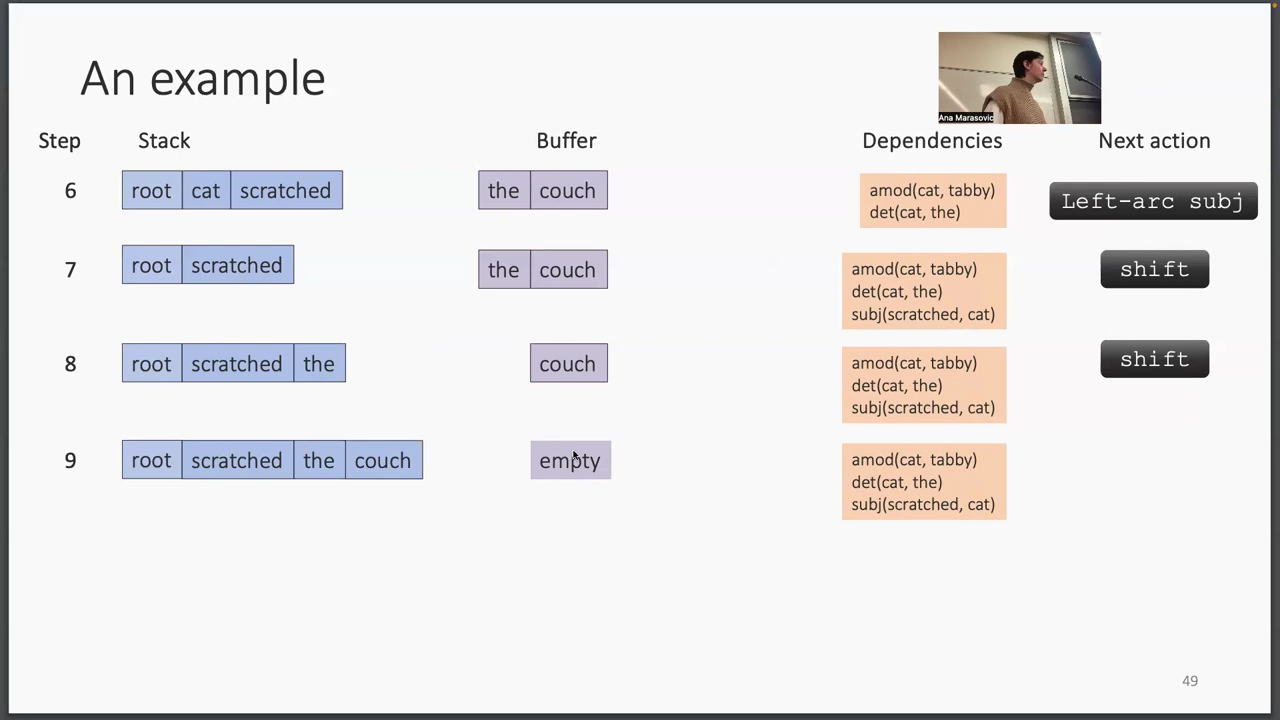 An example
Ana Marasovic
Step Stack Buffer Dependencies Next action
6 root cat scratched the couch amod(cat, tabby) Left-arc subj
det(cat, the)
7 root scratched the couch amod(cat, tabby) shift
det(cat, the)
subj(scratched, cat)
8 root scratched the couch amod(cat, tabby) shift
det(cat, the)
subj(scratched, cat)
9 root scratched the couch empty amod(cat, tabby)
det(cat, the)
subj(scratched, cat)
49